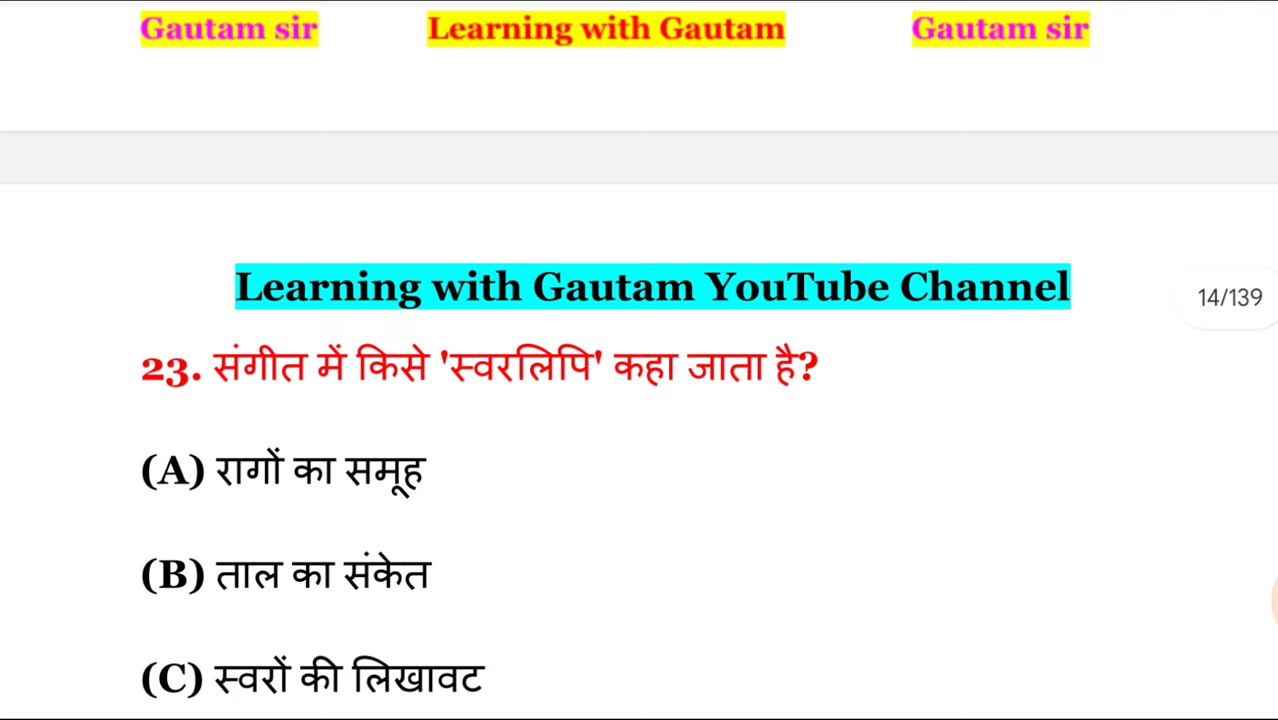 Gautam sir Learning with Gautam Gautam sir
Learning with Gautam YouTube Channel
14/139
23. संगीत में किसे 'स्वरलिपि' कहा जाता है?
(A) रागों का समूह
(B) ताल का संकेत
(C) स्वरों की लिखावट